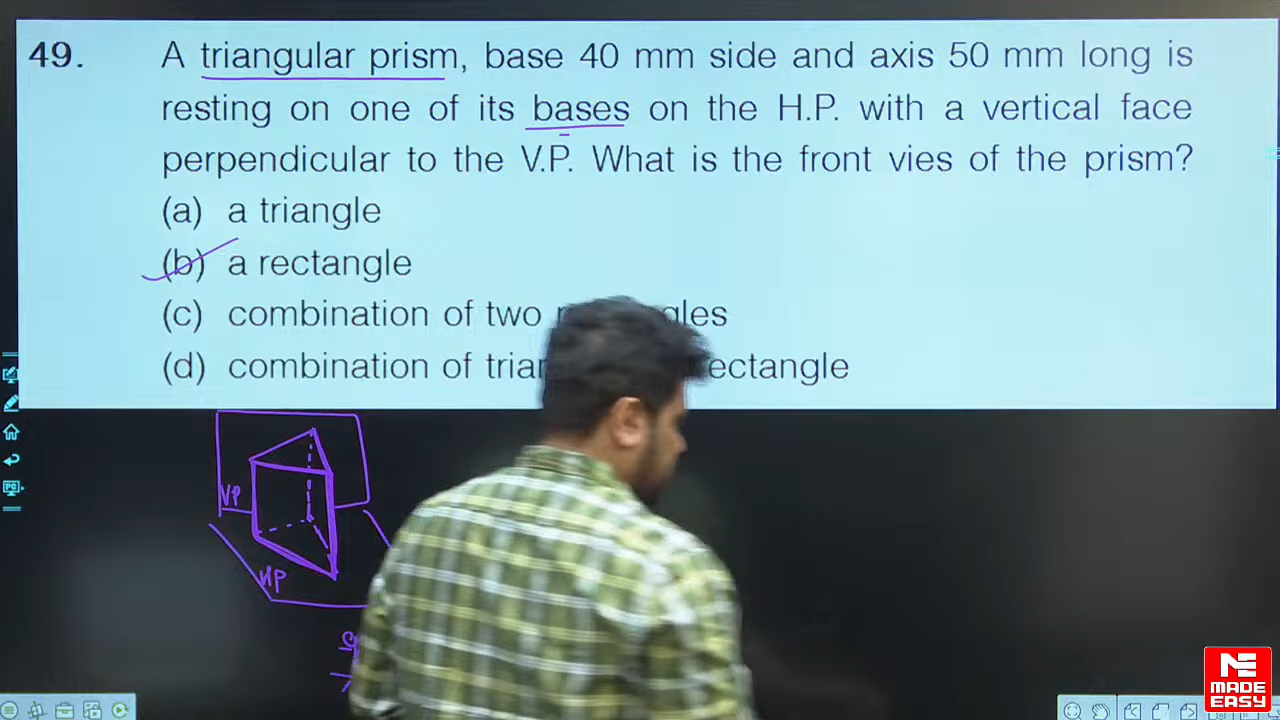 49. A triangular prism, base 40 mm side and axis 50 mm long is
resting on one of its bases on the H.P. with a vertical face
perpendicular to the V.P. What is the front vies of the prism?
(a) a triangle
(b) a rectangle
(c) combination of two
(d) combination of
VP
HP
PC
MADE
EASY